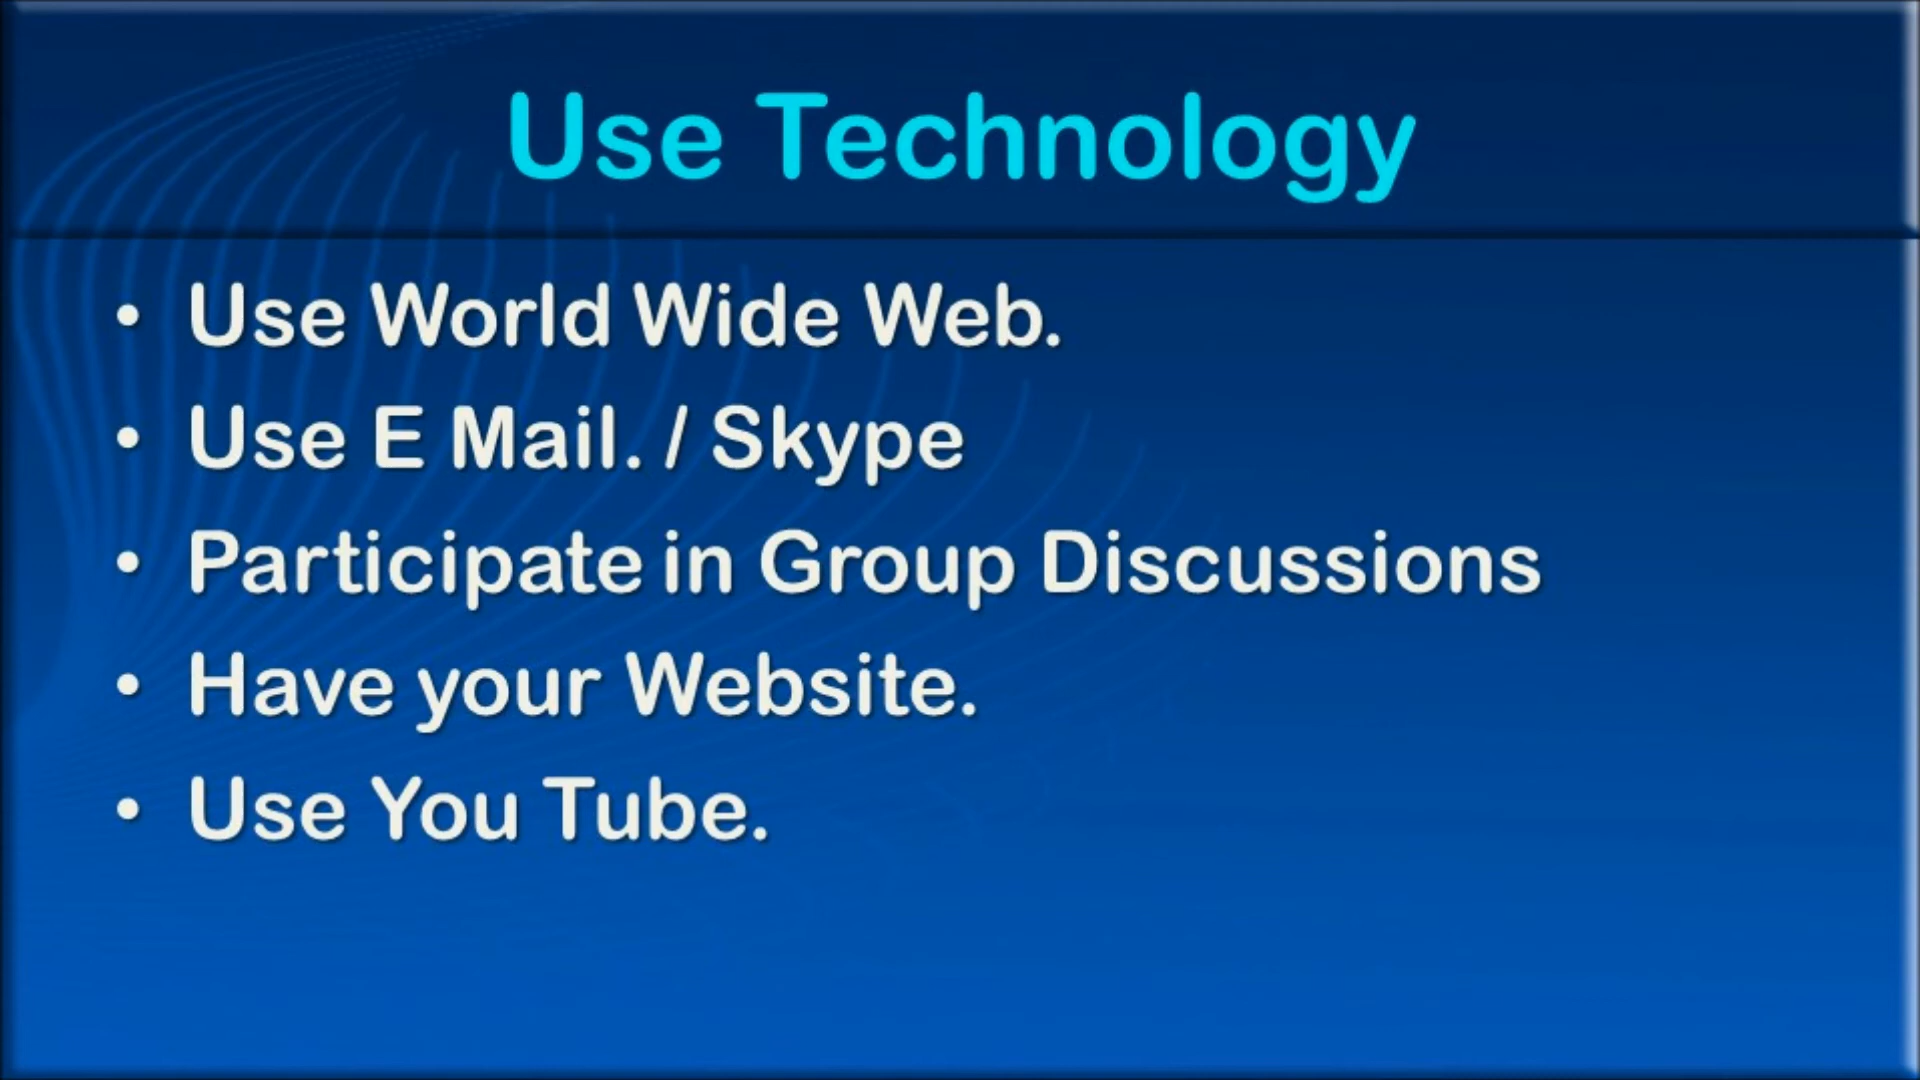 Use Technology
• Use World Wide Web.
• Use E Mail. / Skype
• Participate in Group Discussions
• Have your Website.
• Use You Tube.